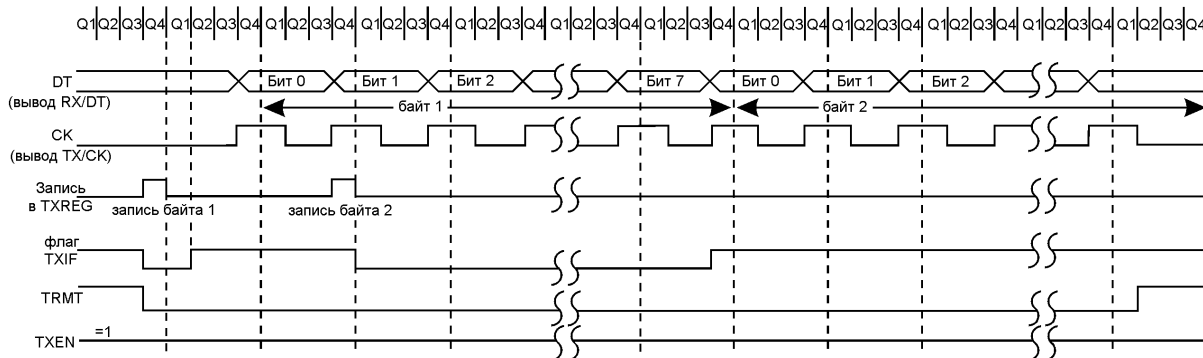 Q1 Q2 Q3 Q4 Q1 Q2 Q3 Q4 Q1 Q2 Q3 Q4 Q1 Q2 Q3 Q4 Q1 Q2 Q3 Q4 Q3 Q4 Q1 Q2 Q3 Q4 Q1 Q2 Q3 Q4 Q1 Q2 Q3 Q4 Q1 Q2 Q3 Q4 Q3 Q4 Q1 Q2 Q3 Q4
DT Бит 0 Бит 1 Бит 2 Бит 7 Бит 0 Бит 1 Бит 2
(вывод RX/DT) байт 1 байт 2
CK
(вывод TX/CK)
Запись
в TXREG
запись байта 1 запись байта 2
флаг
TXIF
TRMT
TXEN =1